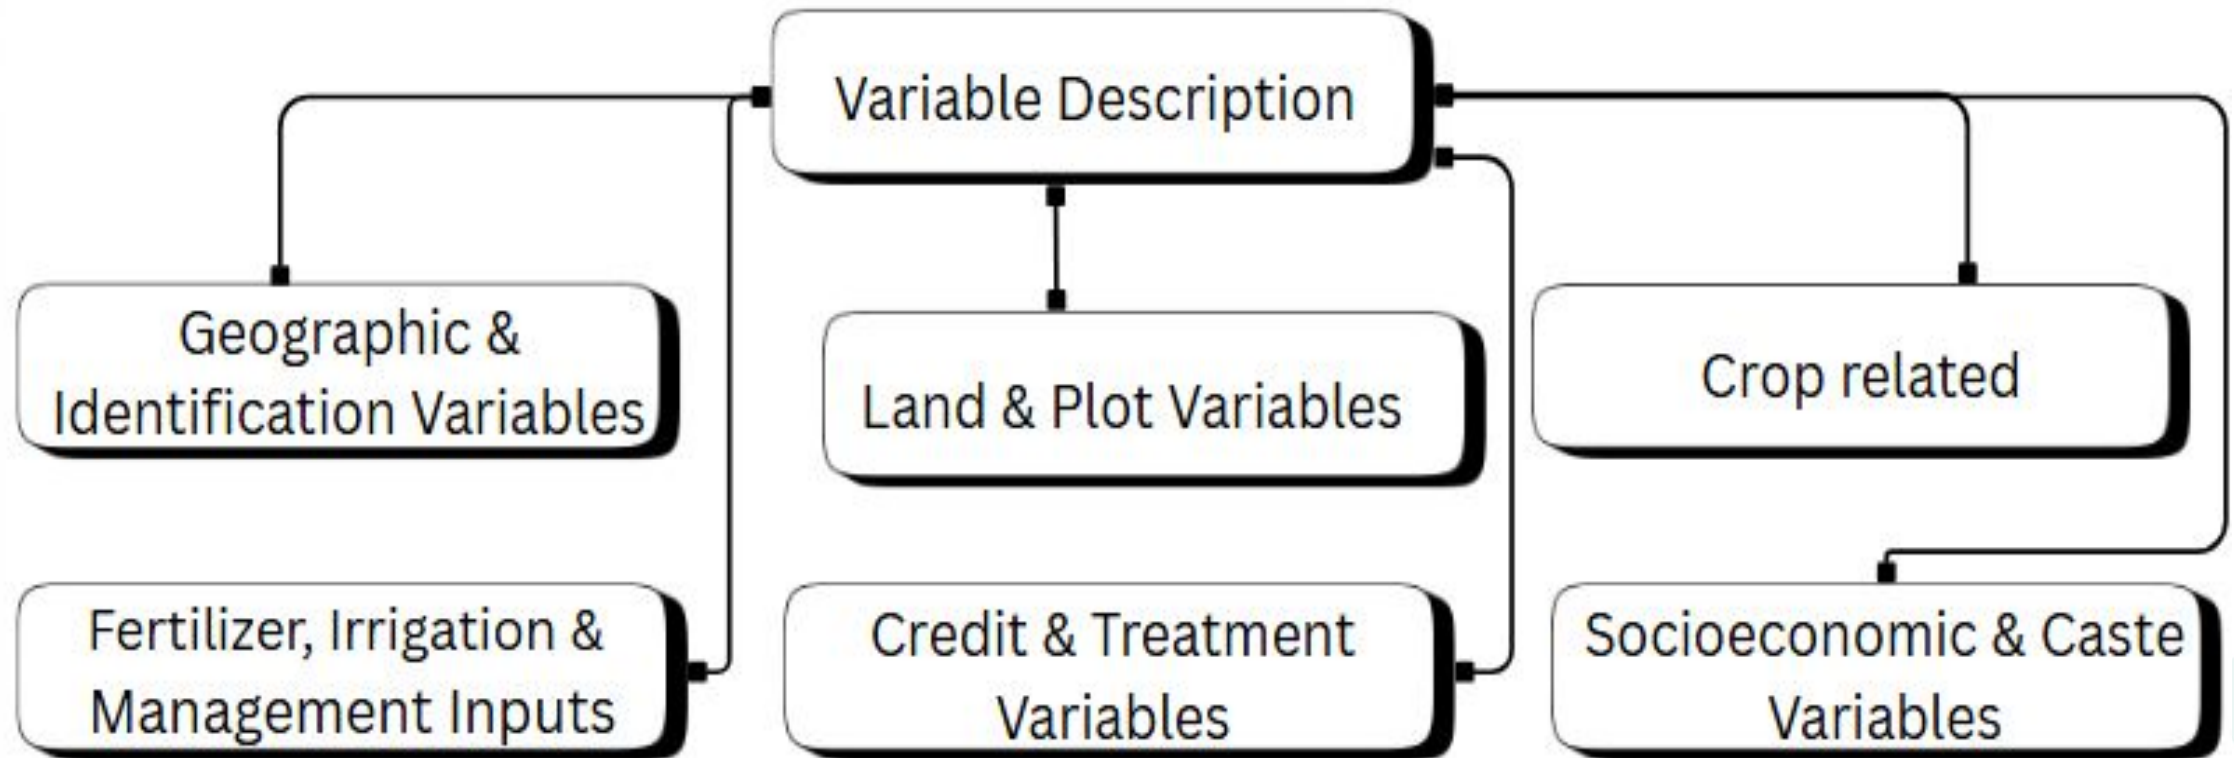 Variable Description
Geographic &
Identification Variables
Land & Plot Variables
Crop related
Fertilizer, Irrigation &
Management Inputs
Credit & Treatment
Variables
Socioeconomic & Caste
Variables